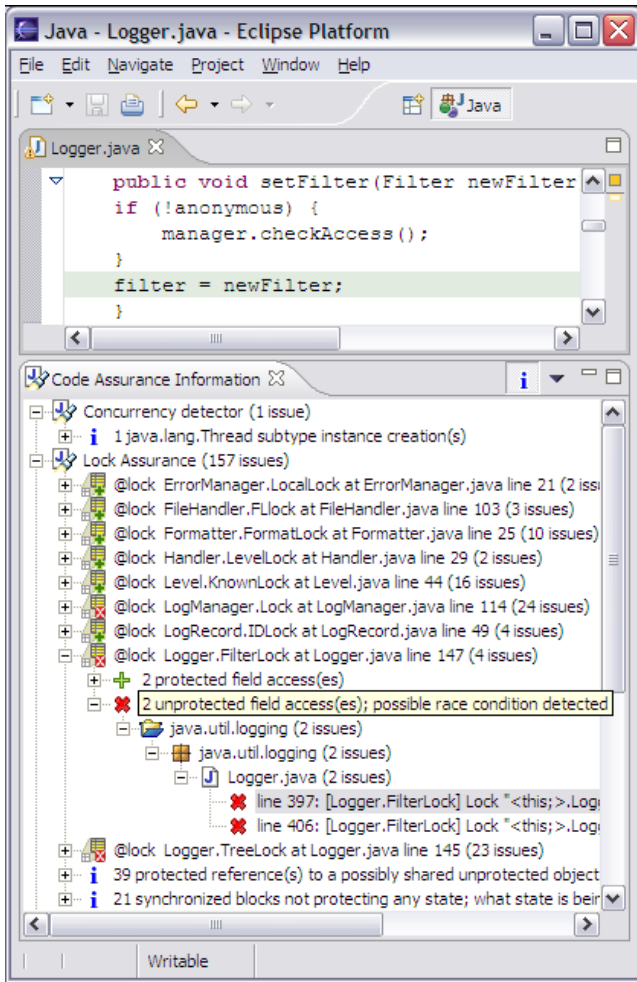 Java - Logger.java - Eclipse Platform
File Edit Navigate Project Window Help
Java
Logger.java
public void setFilter(Filter newFilter
if (!anonymous) {
manager.checkAccess();
}
filter = newFilter;
}
Code Assurance Information
Concurrency detector (1 issue)
1 java.lang.Thread subtype instance creation(s)
Lock Assurance (157 issues)
@lock ErrorManager.LocalLock at ErrorManager.java line 21 (2 issu
@lock FileHandler.FLlock at FileHandler.java line 103 (3 issues)
@lock Formatter.FormatLock at Formatter.java line 25 (10 issues)
@lock Handler.LevelLock at Handler.java line 29 (2 issues)
@lock Level.KnownLock at Level.java line 44 (16 issues)
@lock LogManager.Lock at LogManager.java line 114 (24 issues)
@lock LogRecord.IDLock at LogRecord.java line 49 (4 issues)
@lock Logger.FilterLock at Logger.java line 147 (4 issues)
2 protected field access(es)
2 unprotected field access(es); possible race condition detected
java.util.logging (2 issues)
java.util.logging (2 issues)
Logger.java (2 issues)
line 397: [Logger.FilterLock] Lock "<this;>.Logg
line 406: [Logger.FilterLock] Lock "<this;>.Logg
@lock Logger.TreeLock at Logger.java line 145 (23 issues)
39 protected reference(s) to a possibly shared unprotected object
21 synchronized blocks not protecting any state; what state is bein
Writable